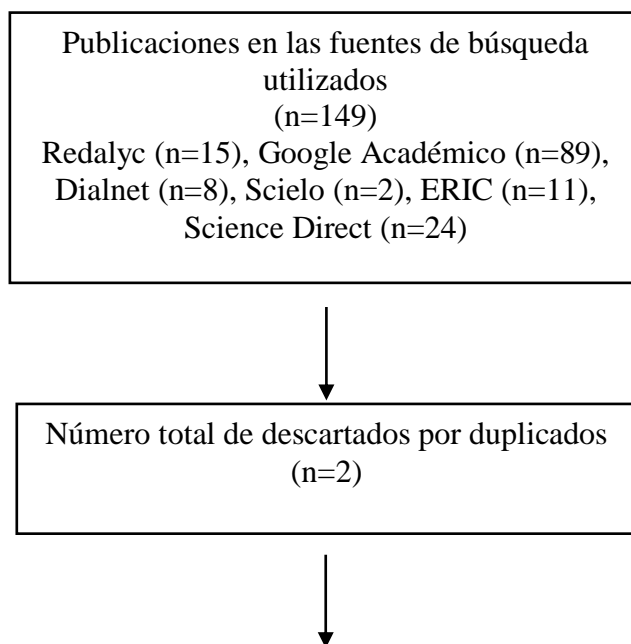 Publicaciones en las fuentes de búsqueda
utilizados
(n=149)
Redalyc (n=15), Google Académico (n=89),
Dialnet (n=8), Scielo (n=2), ERIC (n=11),
Science Direct (n=24)
Número total de descartados por duplicados
(n=2)